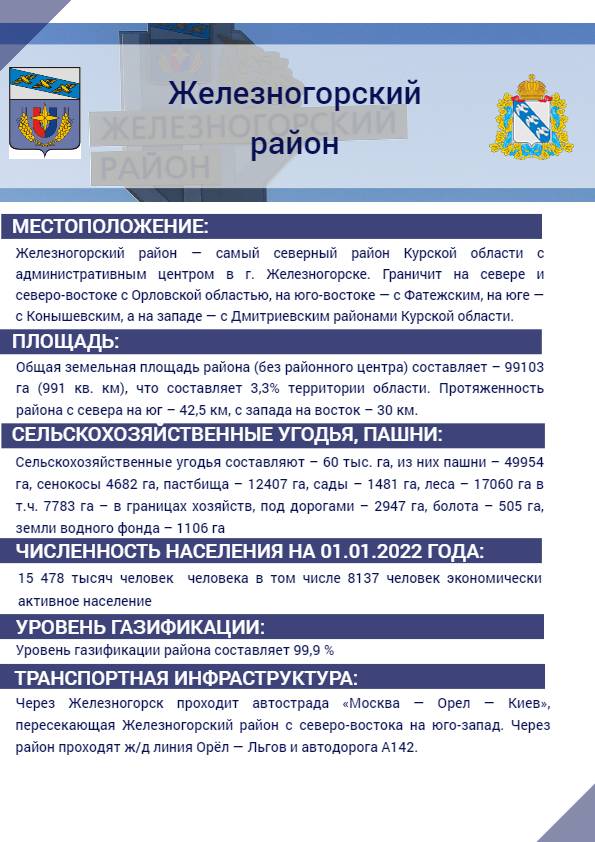 Железногорский
район
ЖЕЛЕЗНОГОРСКИЙ
РАЙОН
МЕСТОПОЛОЖЕНИЕ:
Железногорский район — самый северный район Курской области с
административным центром в г. Железногорске. Граничит на севере и
северо-востоке с Орловской областью, на юго-востоке — с Фатежским, на юге —
с Конышевским, а на западе — с Дмитриевским районами Курской области.
ПЛОЩАДЬ:
Общая земельная площадь района (без районного центра) составляет – 99103
га (991 кв. км), что составляет 3,3% территории области. Протяженность
района с севера на юг – 42,5 км, с запада на восток – 30 км.
СЕЛЬСКОХОЗЯЙСТВЕННЫЕ УГОДЬЯ, ПАШНИ:
Сельскохозяйственные угодья составляют – 60 тыс. га, из них пашни – 49954
га, сенокосы 4682 га, пастбища – 12407 га, сады – 1481 га, леса – 17060 га в
т.ч. 7783 га – в границах хозяйств, под дорогами – 2947 га, болота – 505 га,
земли водного фонда – 1106 га
ЧИСЛЕННОСТЬ НАСЕЛЕНИЯ НА 01.01.2022 ГОДА:
15 478 тысяч человек человека в том числе 8137 человек экономически
активное население
УРОВЕНЬ ГАЗИФИКАЦИИ:
Уровень газификации района составляет 99,9 %
ТРАНСПОРТНАЯ ИНФРАСТРУКТУРА:
Через Железногорск проходит автострада «Москва — Орел — Киев»,
пересекающая Железногорский район с северо-востока на юго-запад. Через
район проходят ж/д линия Орёл — Льгов и автодорога А142.